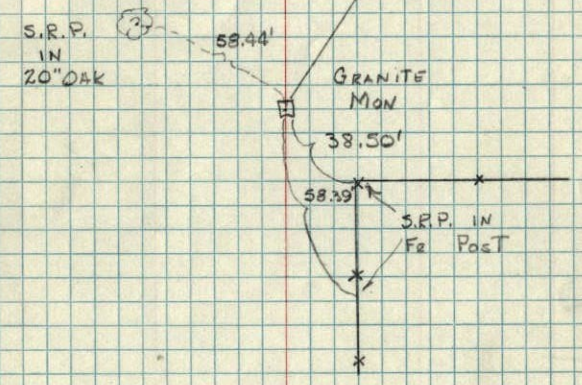 S.R.P.
IN
20" OAK
58.44'
GRANITE
MON
38.50'
58.39'
S.R.P. IN
FE POST